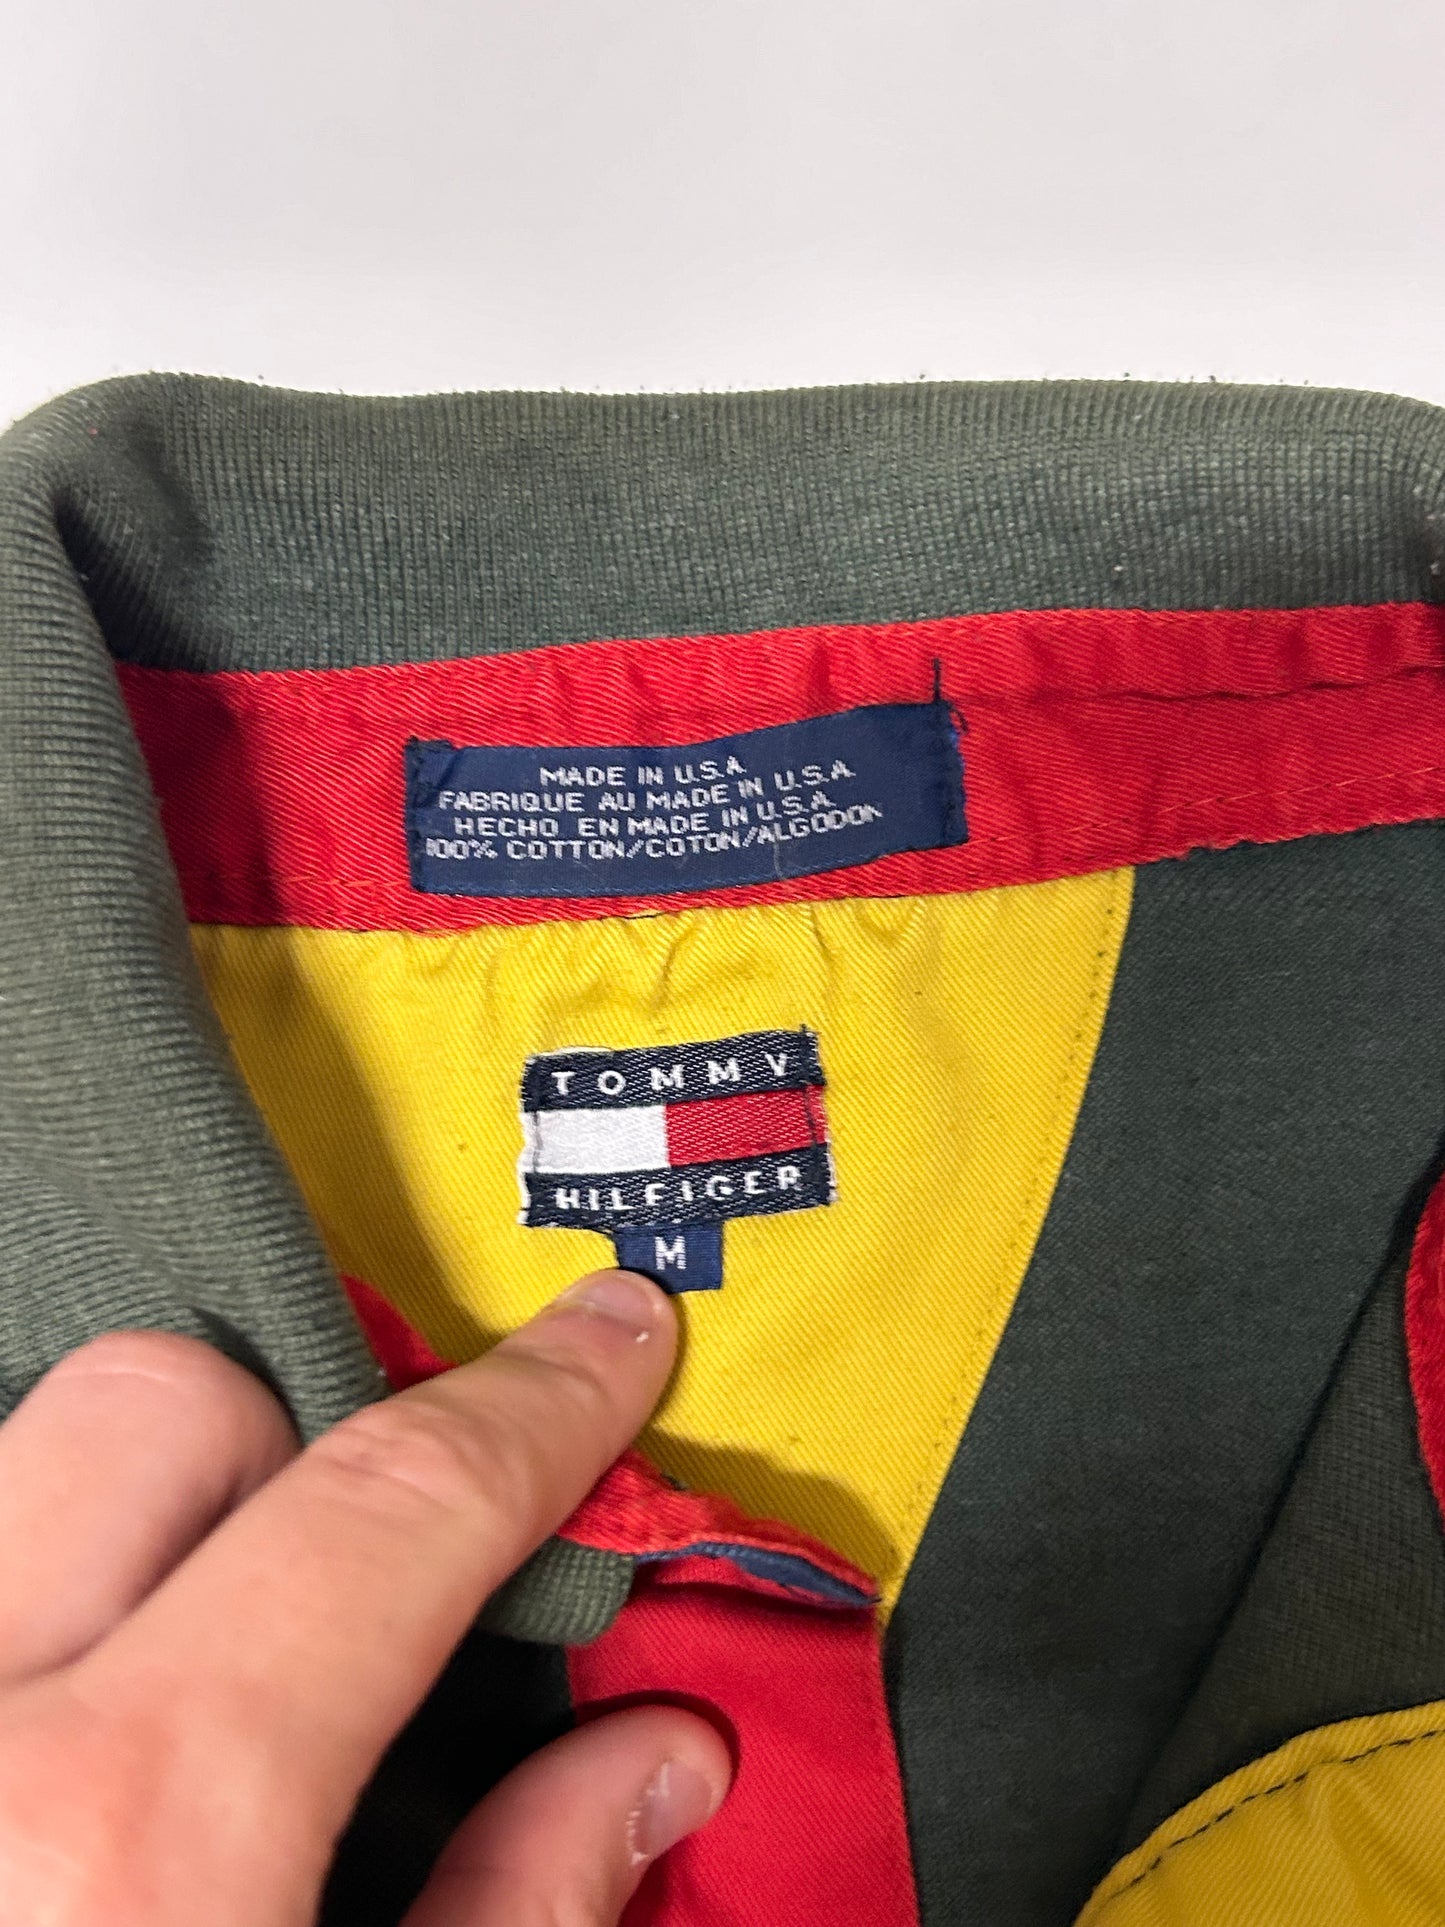 MADE IN U.S.A.
FABRIQUE AU MADE IN U.S.A.
HECHO EN MADE IN U.S.A.
100% COTTON/COTON/ALGODON
TOMMY
HILFIGER
M